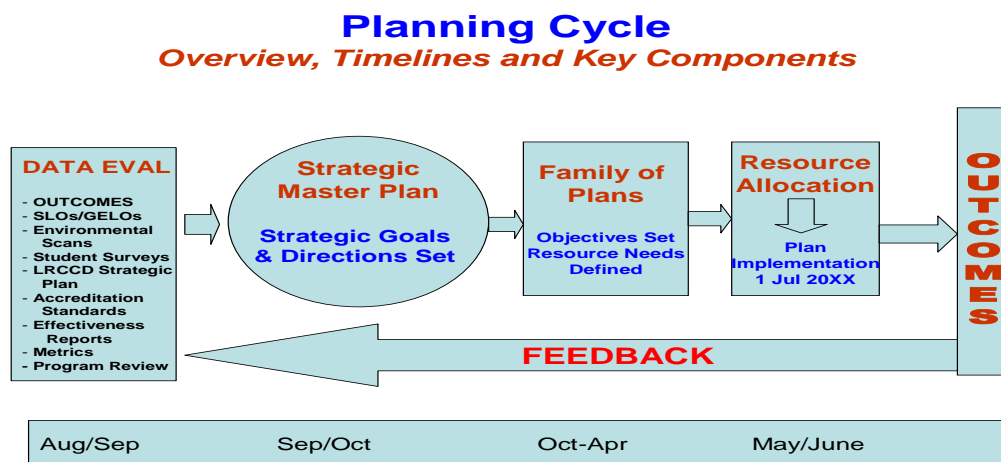 Planning Cycle
Overview, Timelines and Key Components
DATA EVAL
- OUTCOMES
- SLOs/GELOs
- Environmental
Scans
- Student Surveys
- LRCCD Strategic
Plan
- Accreditation
Standards
- Effectiveness
Reports
- Metrics
- Program Review
Strategic
Master Plan
Strategic Goals
& Directions Set
Family of
Plans
Objectives Set
Resource Needs
Defined
Resource
Allocation
Plan
Implementation
1 Jul 20XX
OUTCOMES
FEEDBACK
Aug/Sep
Sep/Oct
Oct-Apr
May/June